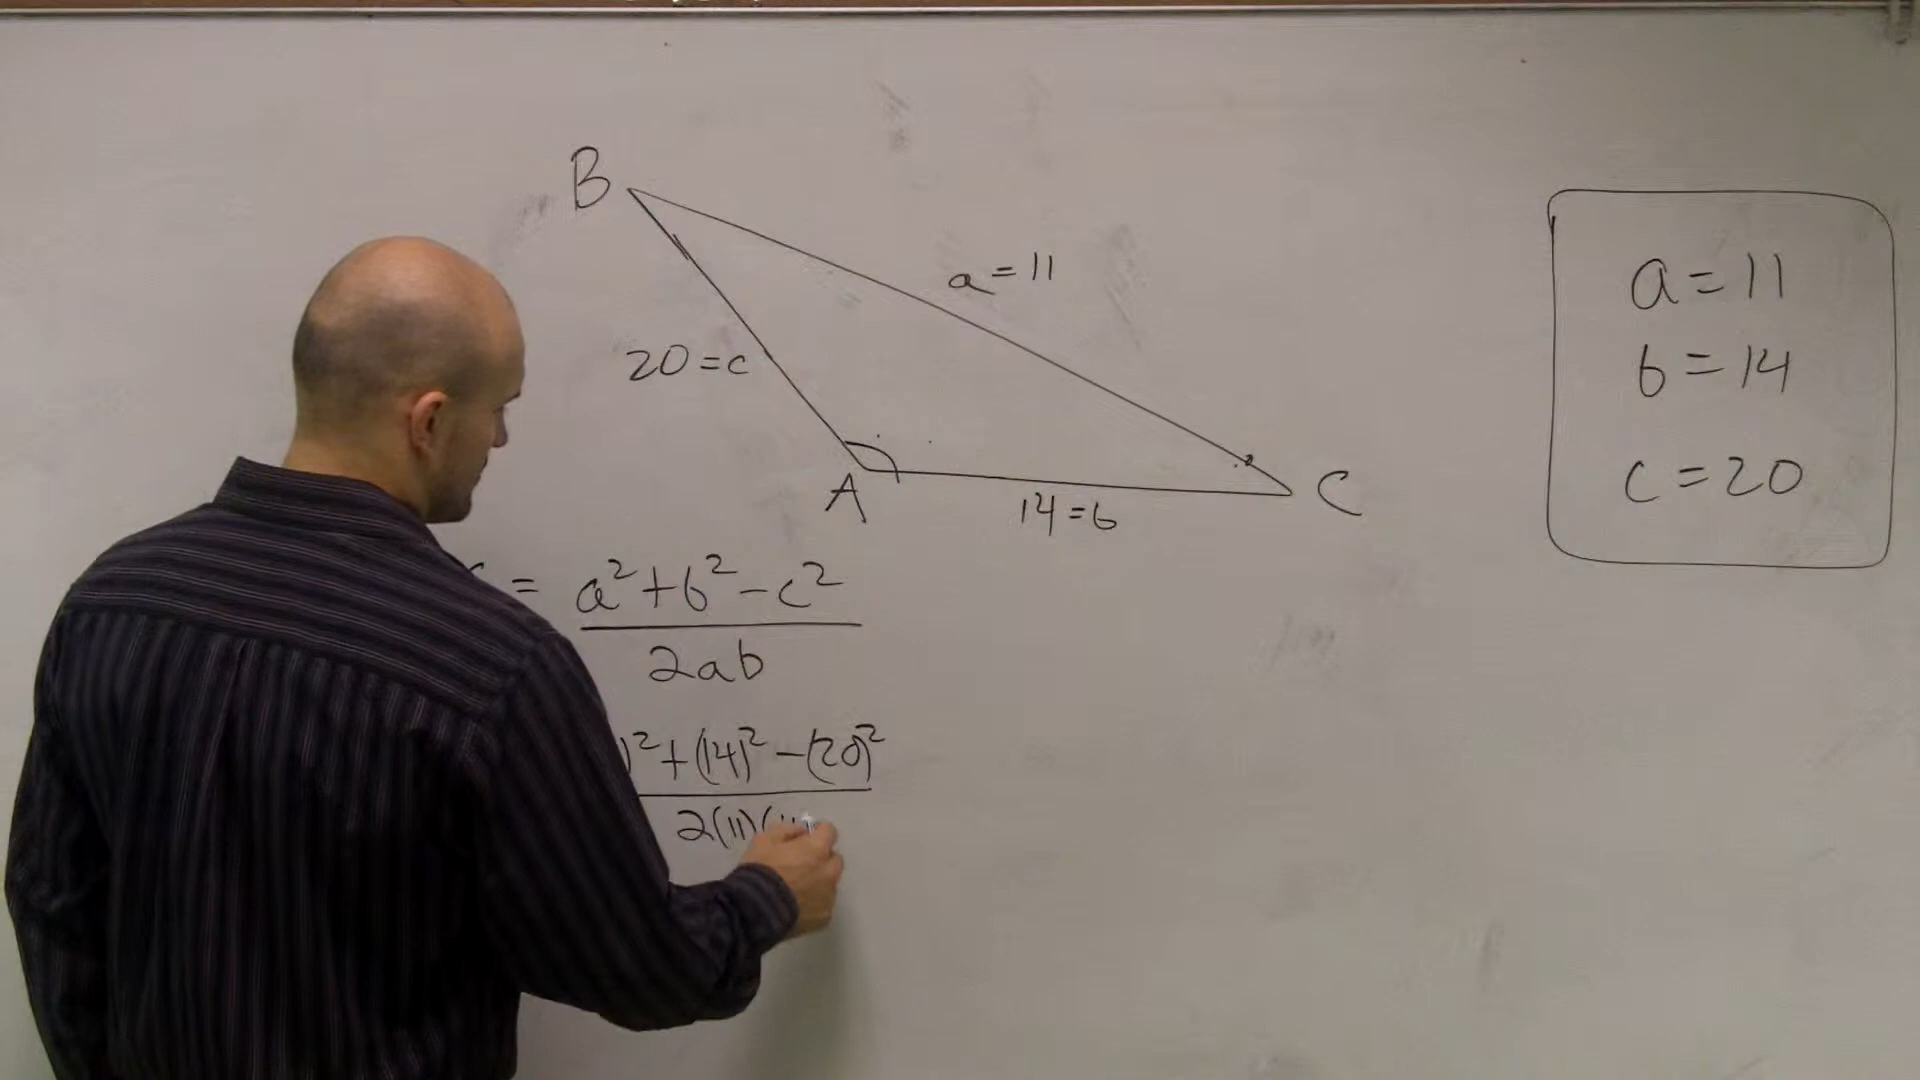 B
a = 11
20 = c
A
14 = b
C
a = 11
b = 14
c = 20
= a² + b² - c²
2ab
)² + (14)² - (20)²
2(11)(